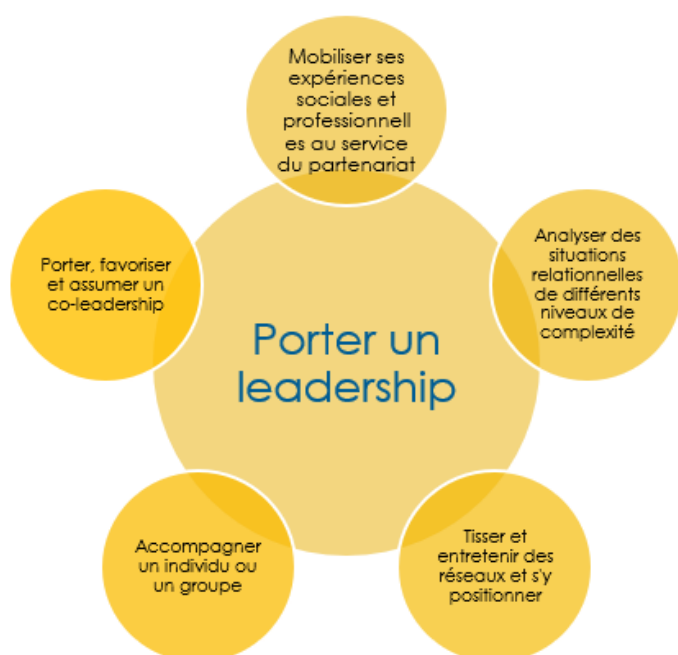 Mobiliser ses
expériences
sociales et
professionnell
es au service
du partenariat
Analyser des
situations
relationnelles
de différents
niveaux de
complexité
Tisser et
entretenir des
réseaux et s'y
positionner
Accompagner
un individu ou
un groupe
Porter, favoriser
et assumer un
co-leadership
Porter un
leadership